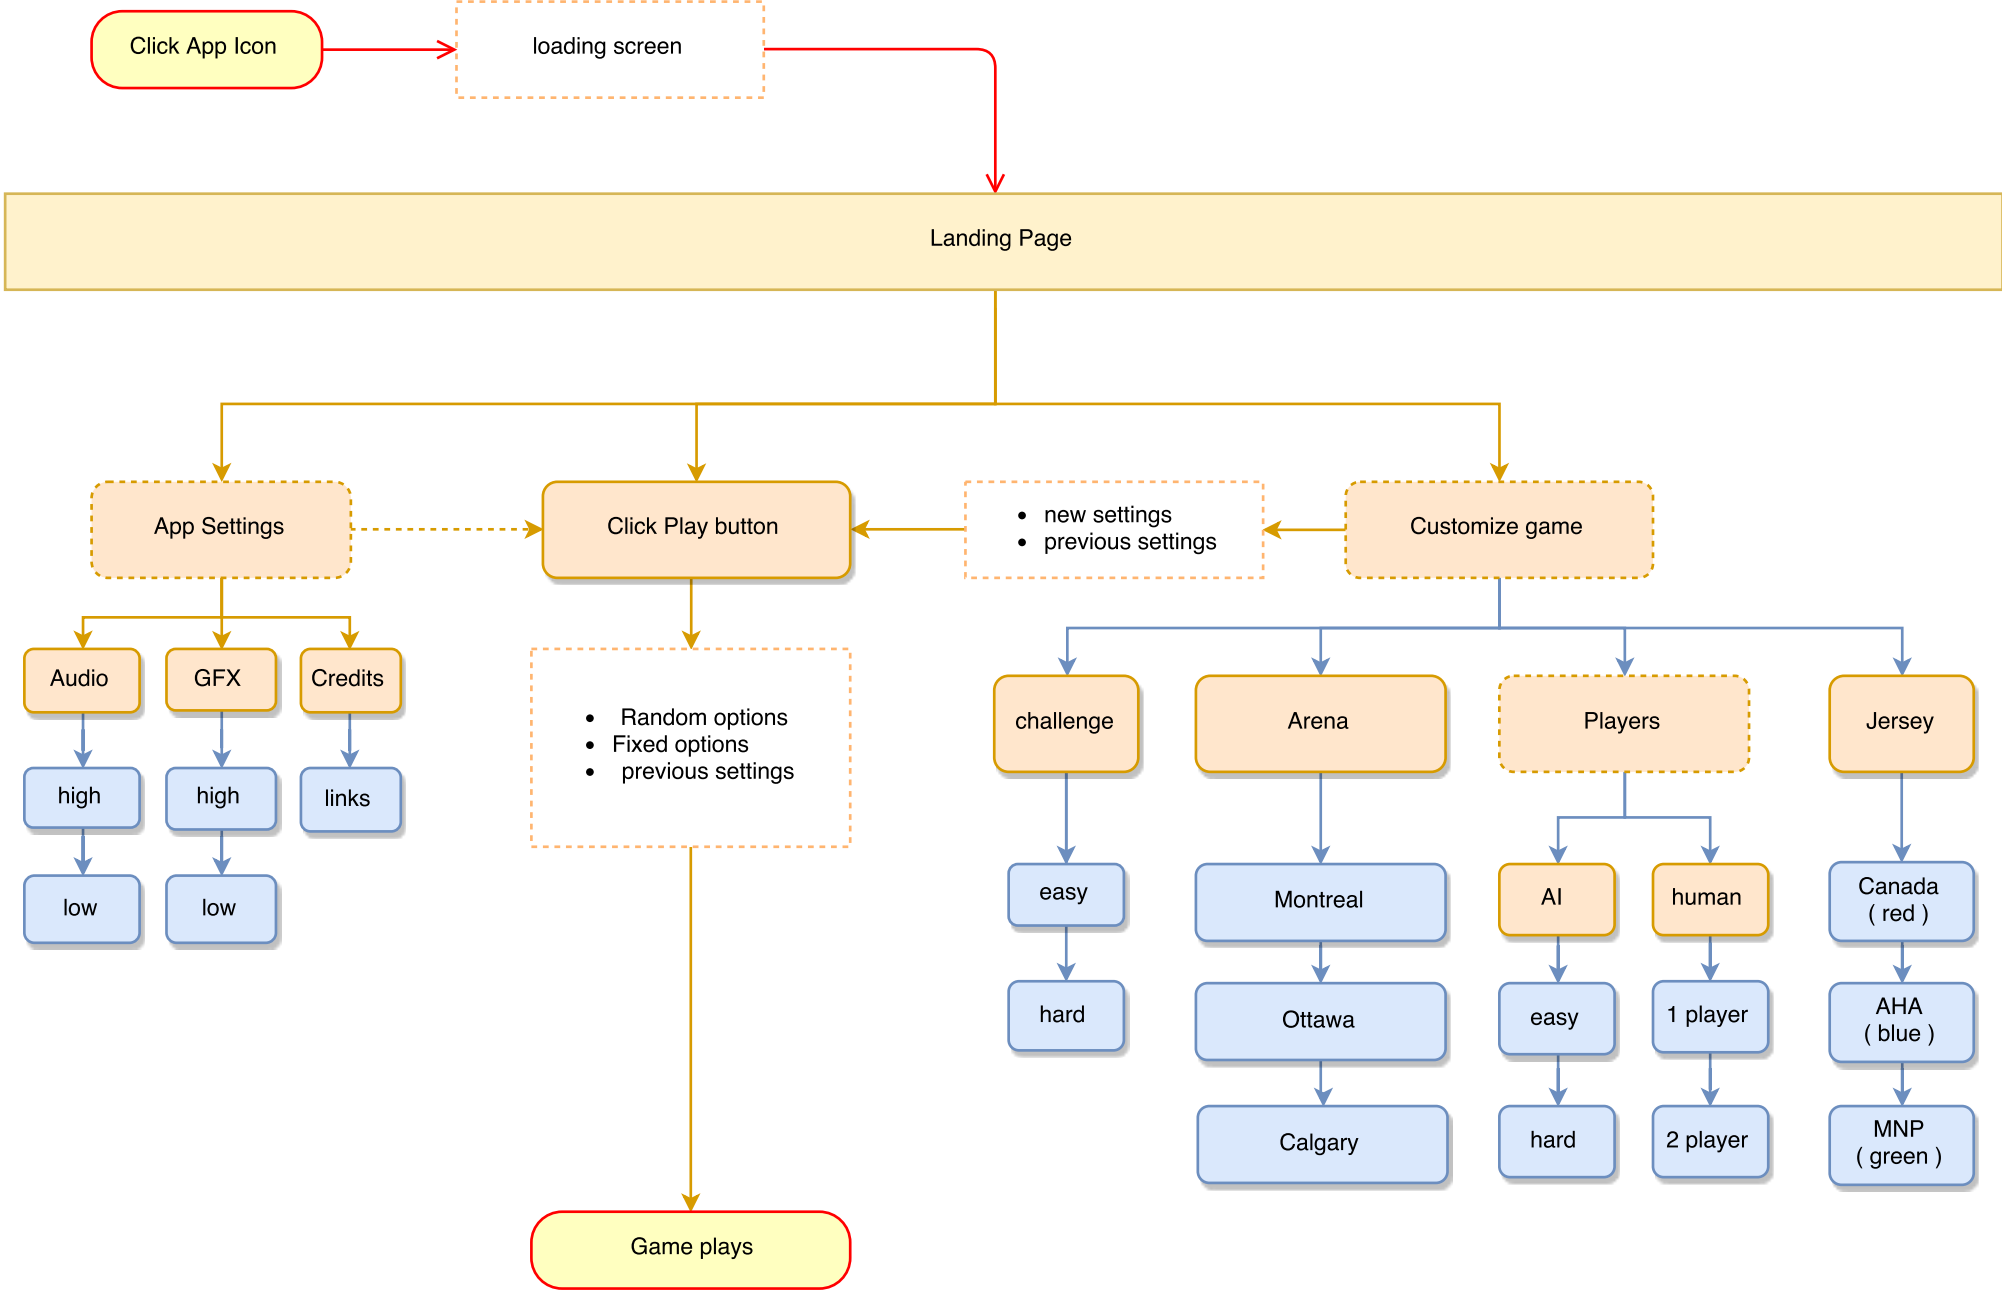 Click App Icon
loading screen
Landing Page
App Settings
Click Play button
• new settings
• previous settings
Customize game
Audio
GFX
Credits
high
high
links
low
low
• Random options
• Fixed options
• previous settings
Game plays
challenge
Arena
Players
Jersey
easy
hard
Montreal
Ottawa
Calgary
AI
human
easy
1 player
hard
2 player
Canada
( red )
AHA
( blue )
MNP
( green )